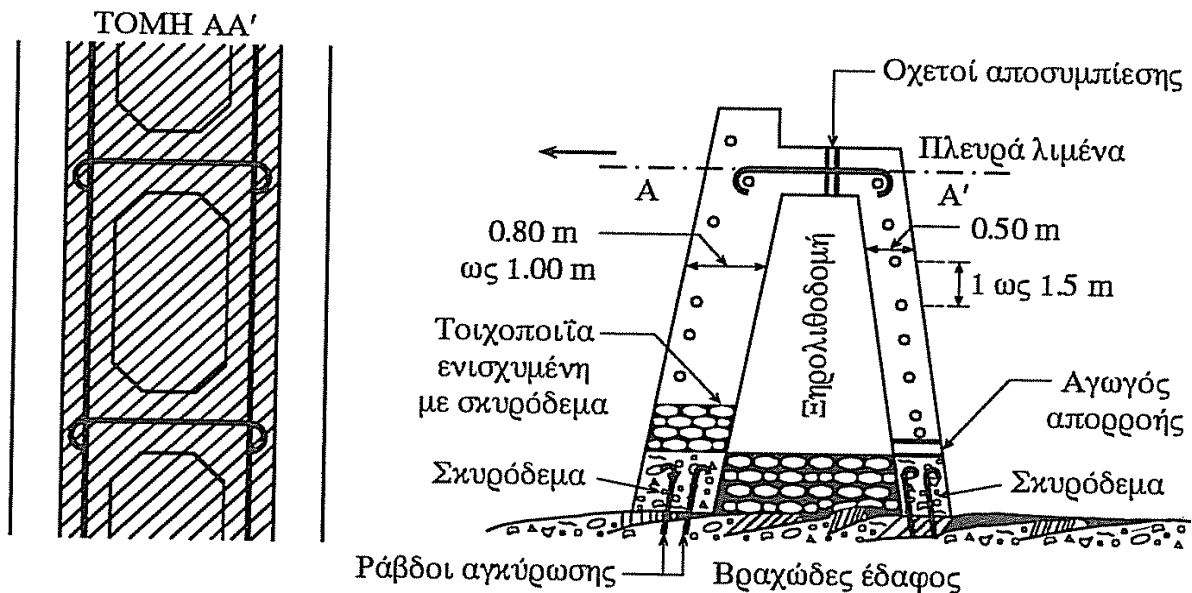 ΤΟΜΗ ΑΑ'
Οχετοί αποσυμπίεσης
Πλευρά λιμένα
Α
Α'
0.80 m
ως 1.00 m
0.50 m
1 ως 1.5 m
Ξηρολιθοδομή
Τοιχοποιΐα
ενισχυμένη
με σκυρόδεμα
Αγωγός
απορροής
Σκυρόδεμα
Σκυρόδεμα
Ράβδοι αγκύρωσης
Βραχώδες έδαφος